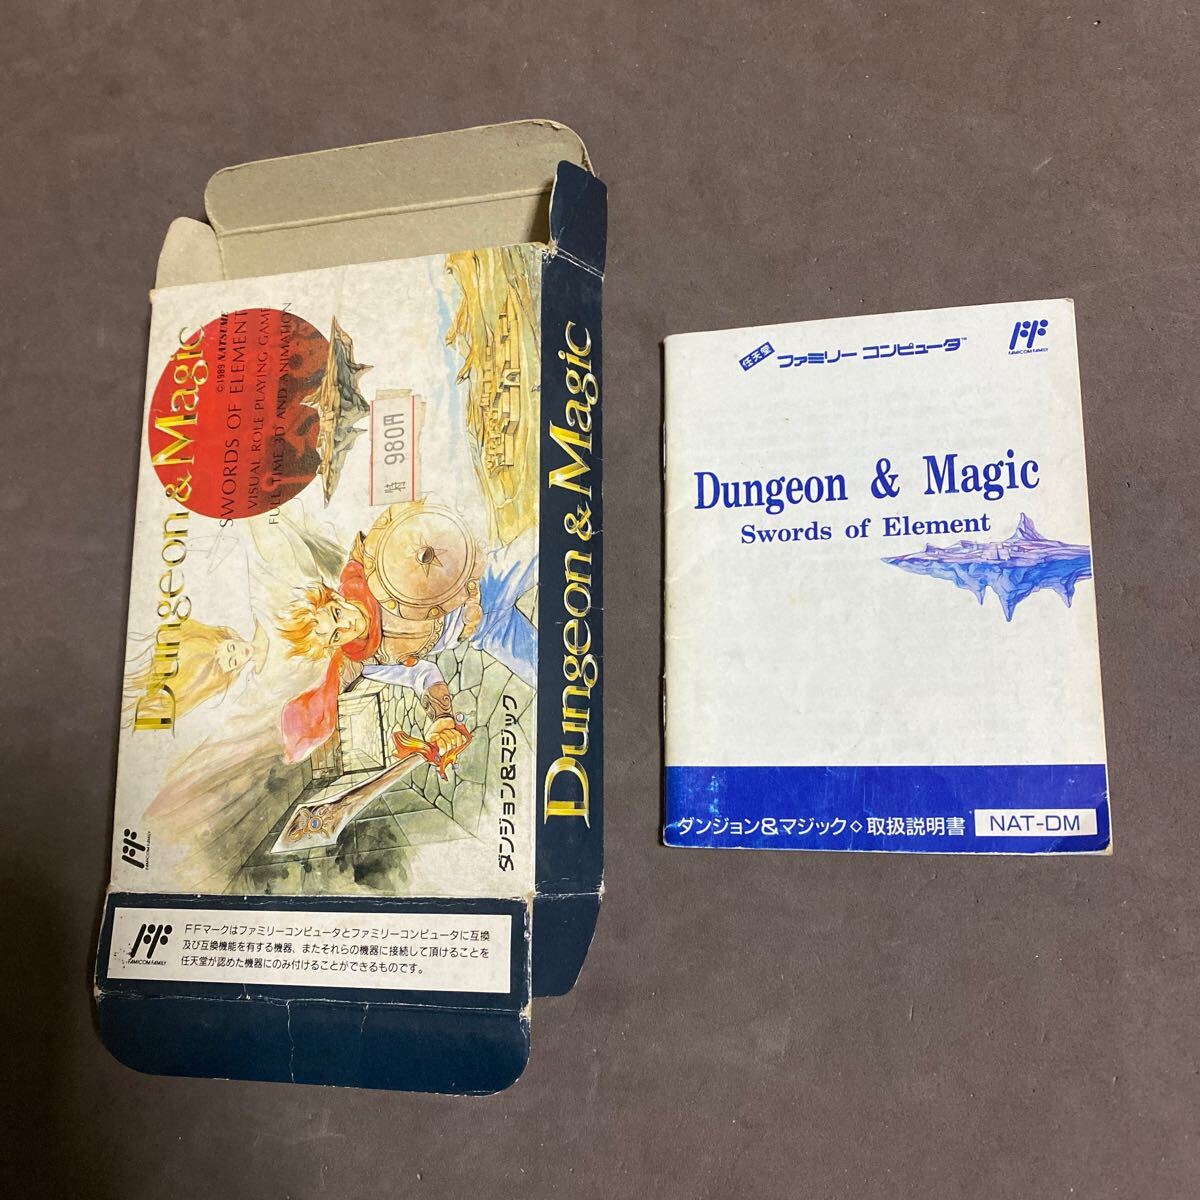 Dungeon & Magic
©1989 NATSUME
SWORDS OF ELEMENT
VISUAL ROLE PLAYING GAME
FULL TIME 3D AND ANIMATION
特 980円
ダンジョン&マジック
FAMICOM FAMILY
Dungeon & Magic
FAMICOM FAMILY
FFマークはファミリーコンピュータとファミリーコンピュータに互換
及び互換機能を有する機器、またそれらの機器に接続して頂けることを
任天堂が認めた機器にのみ付けることができるものです。
任天堂 ファミリーコンピュータ™
FAMICOM FAMILY
Dungeon & Magic
Swords of Element
ダンジョン&マジック◇取扱説明書 NAT-DM